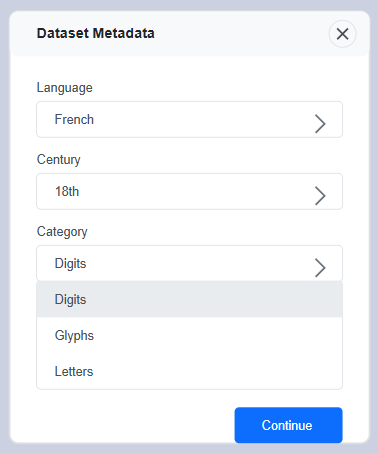 Dataset Metadata
Language
French
Century
18th
Category
Digits
Digits
Glyphs
Letters
Continue